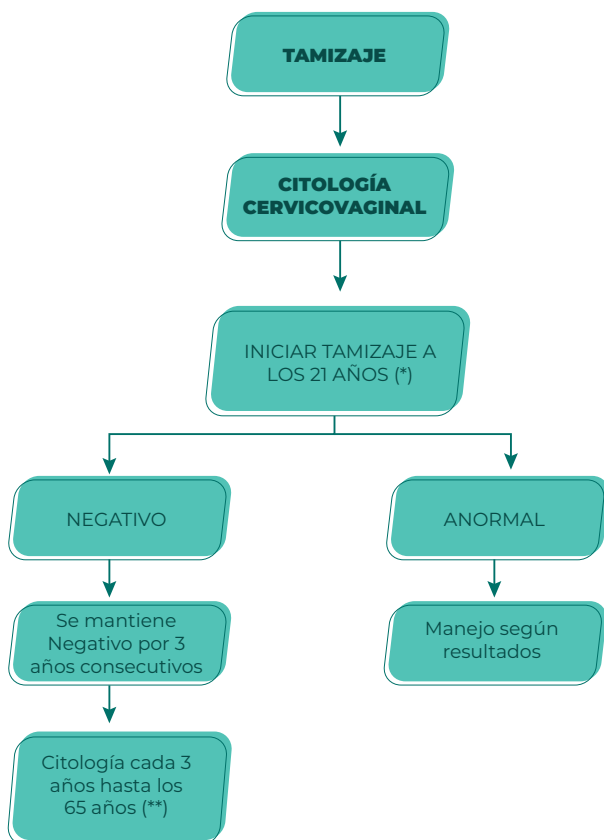 TAMIZAJE
CITOLOGÍA
CERVICOVAGINAL
INICIAR TAMIZAJE A
LOS 21 AÑOS (*)
NEGATIVO
ANORMAL
Se mantiene
Negativo por 3
años consecutivos
Manejo según
resultados
Citología cada 3
años hasta los
65 años (**)